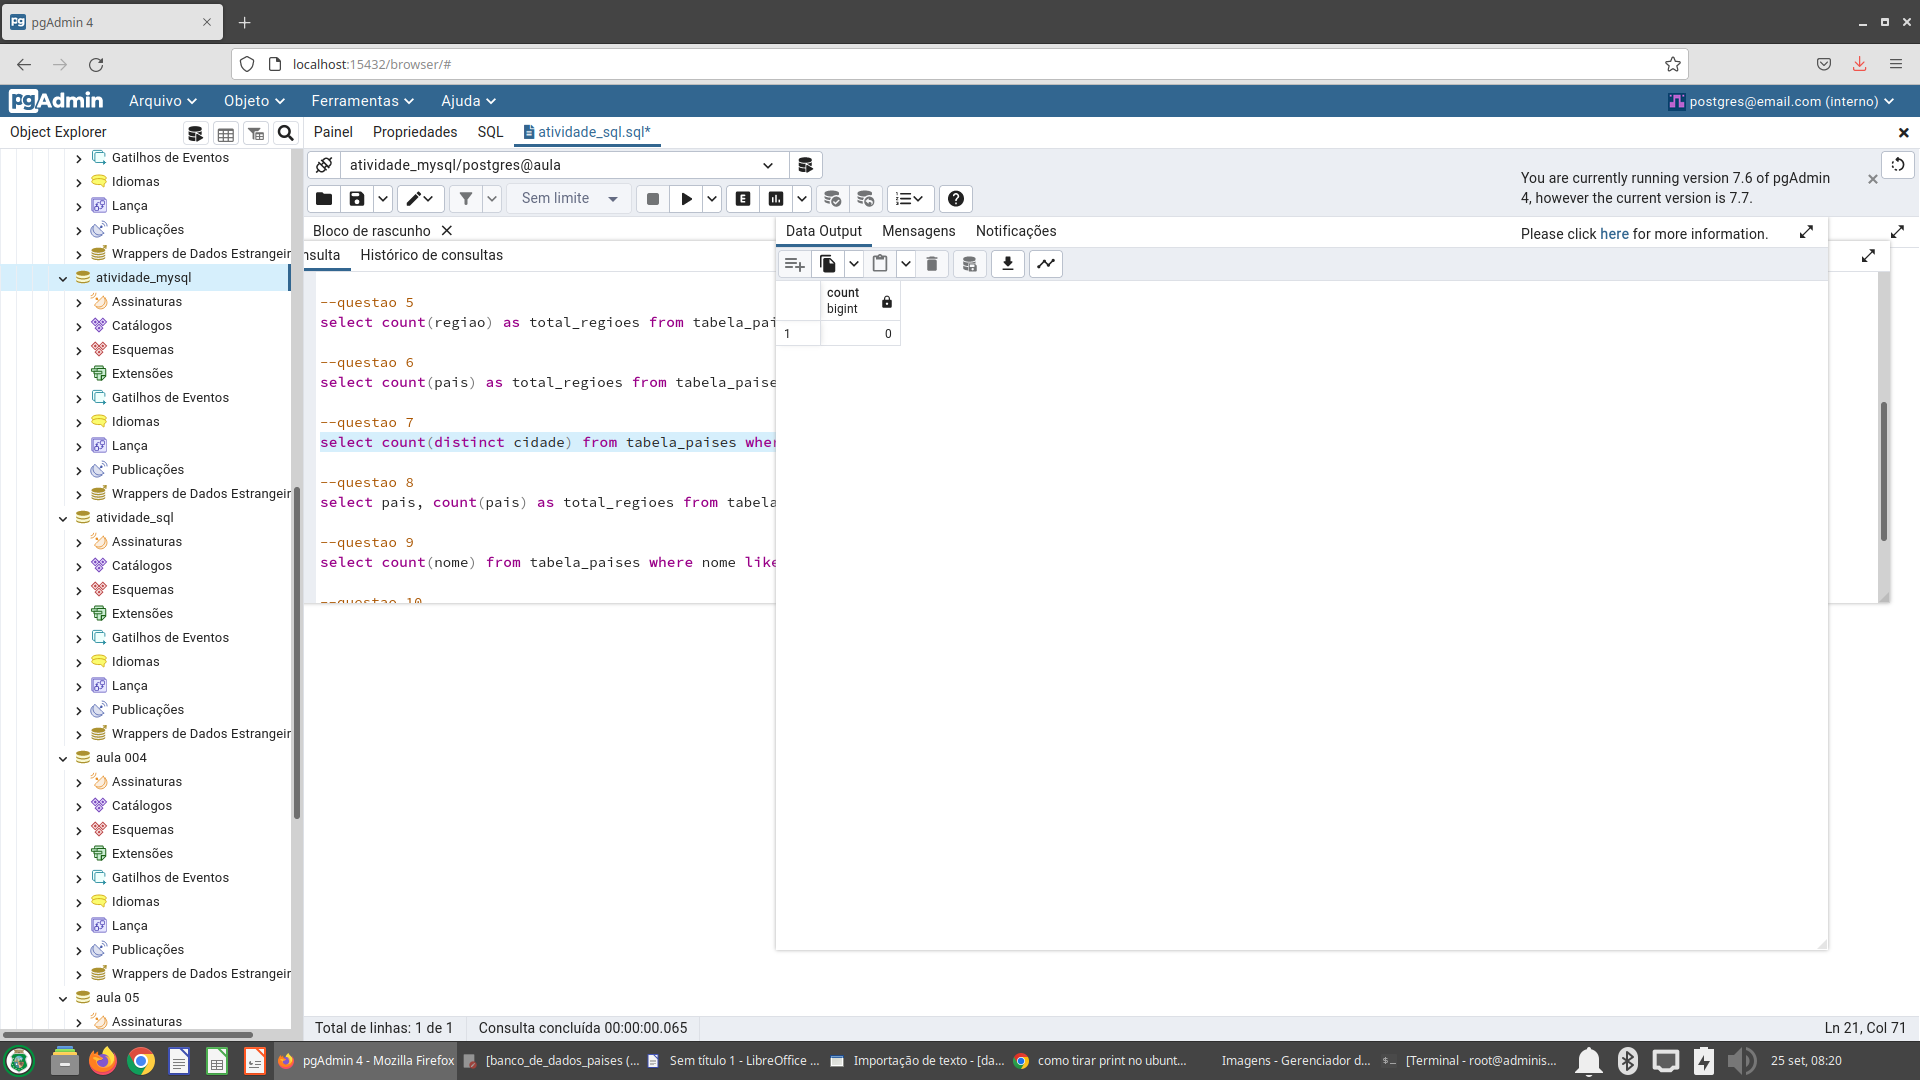 pgAdmin 4
localhost:15432/browser/#
pgAdmin
Arquivo
Objeto
Ferramentas
Ajuda
postgres@email.com (interno)
Object Explorer
Painel
Propriedades
SQL
atividade_sql.sql*
Gatilhos de Eventos
Idiomas
Lança
Publicações
Wrappers de Dados Estrangeir
atividade_mysql
Assinaturas
Catálogos
Esquemas
Extensões
Gatilhos de Eventos
Idiomas
Lança
Publicações
Wrappers de Dados Estrangeir
atividade_sql
Assinaturas
Catálogos
Esquemas
Extensões
Gatilhos de Eventos
Idiomas
Lança
Publicações
Wrappers de Dados Estrangeir
aula 004
Assinaturas
Catálogos
Esquemas
Extensões
Gatilhos de Eventos
Idiomas
Lança
Publicações
Wrappers de Dados Estrangeir
aula 05
Assinaturas
atividade_mysql/postgres@aula
Sem limite
E
You are currently running version 7.6 of pgAdmin
4, however the current version is 7.7.
Please click here for more information.
Bloco de rascunho
nsulta
Histórico de consultas
--questao 5
select count(regiao) as total_regioes from tabela_pai
--questao 6
select count(pais) as total_regioes from tabela_paise
--questao 7
select count(distinct cidade) from tabela_paises wher
--questao 8
select pais, count(pais) as total_regioes from tabela
--questao 9
select count(nome) from tabela_paises where nome like
--questao 10
Data Output
Mensagens
Notificações
count
bigint
1
0
Total de linhas: 1 de 1
Consulta concluída 00:00:00.065
Ln 21, Col 71
pgAdmin 4 - Mozilla Firefox
[banco_de_dados_paises (...
Sem título 1 - LibreOffice ...
Importação de texto - [da...
como tirar print no ubunt...
Imagens - Gerenciador d...
[Terminal - root@adminis...
25 set, 08:20